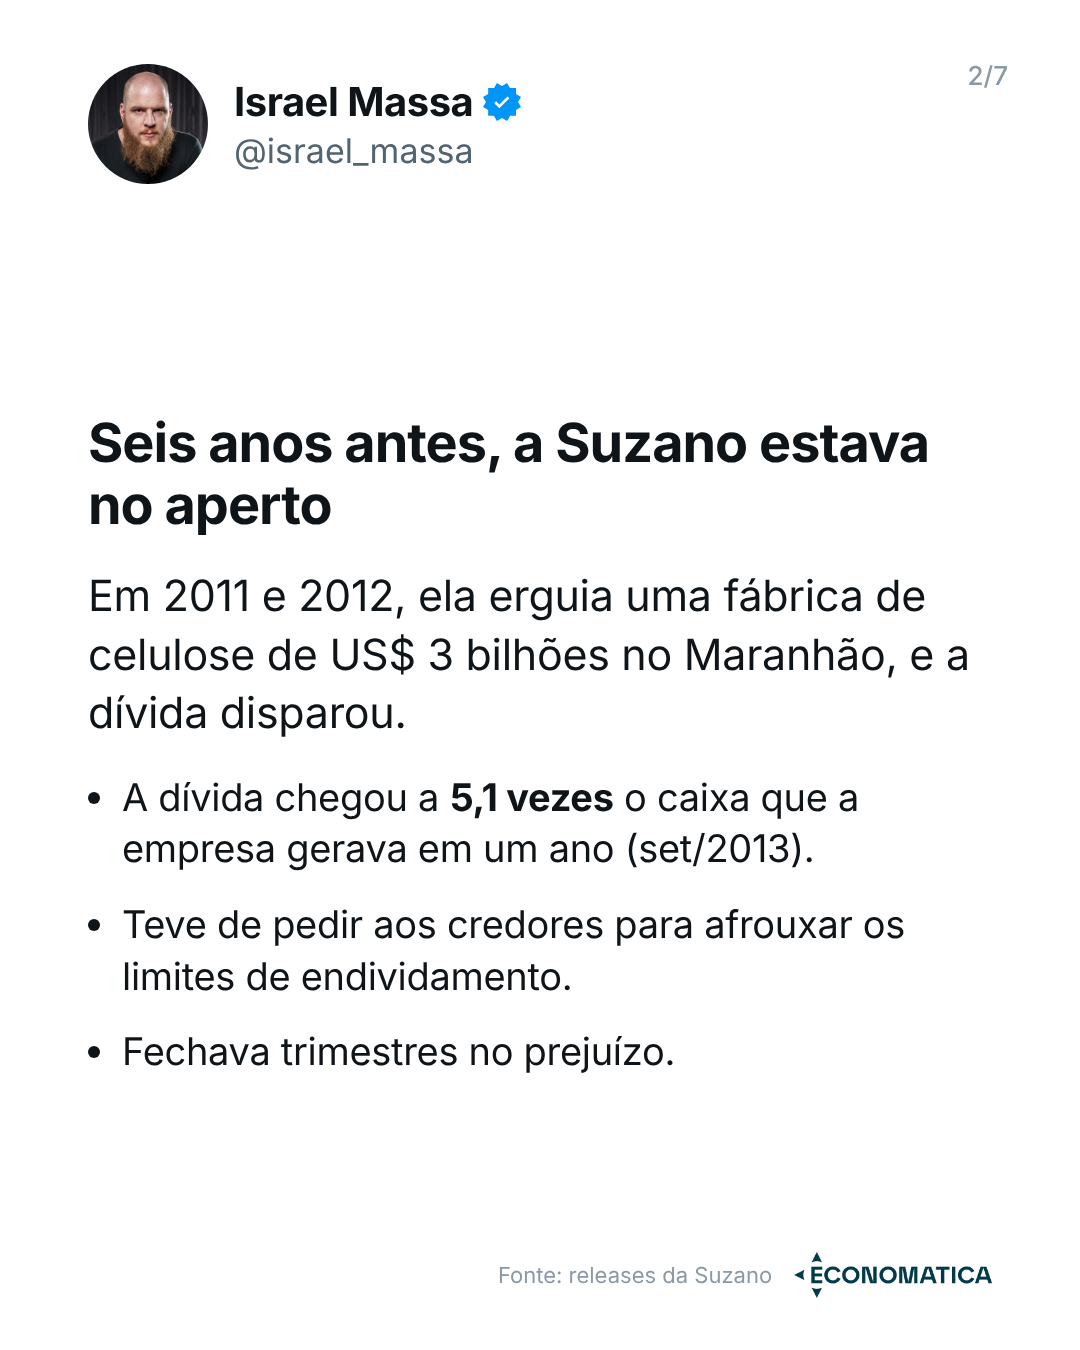 Israel Massa
@israel_massa
2/7
Seis anos antes, a Suzano estava
no aperto
Em 2011 e 2012, ela erguia uma fábrica de
celulose de US$ 3 bilhões no Maranhão, e a
dívida disparou.
• A dívida chegou a 5,1 vezes o caixa que a
empresa gerava em um ano (set/2013).
• Teve de pedir aos credores para afrouxar os
limites de endividamento.
• Fechava trimestres no prejuízo.
Fonte: releases da Suzano
ECONOMATICA